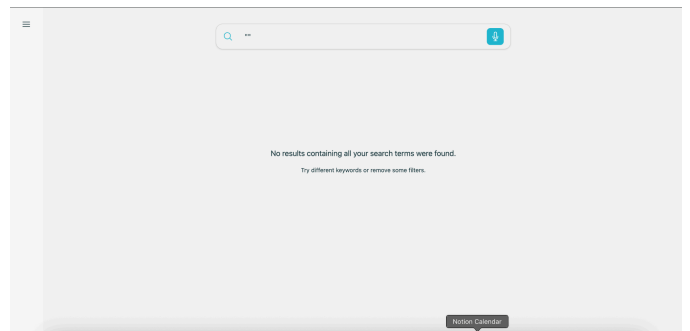 ""
No results containing all your search terms were found.
Try different keywords or remove some filters.
Notion Calendar